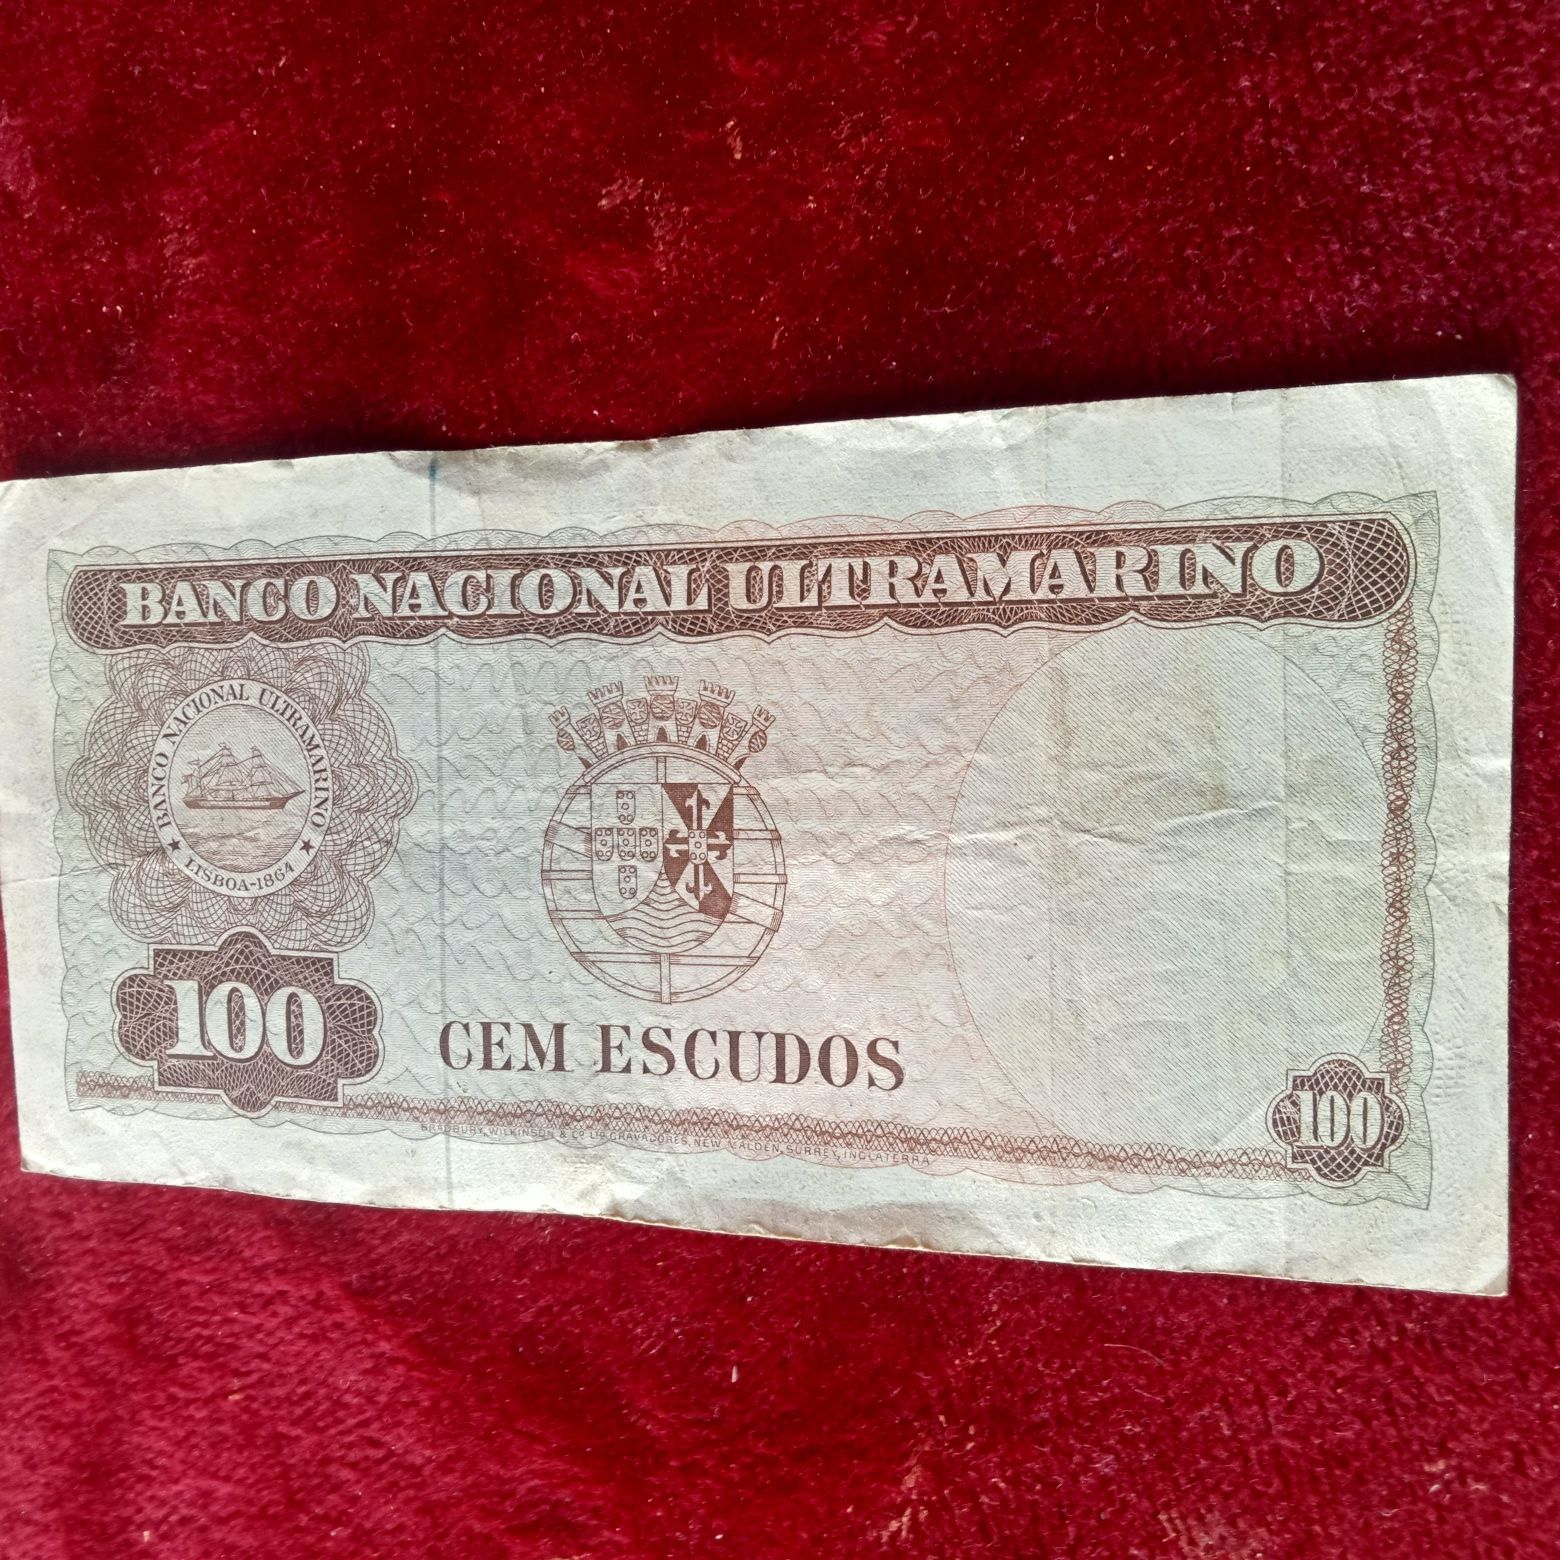 BANCO NACIONAL ULTRAMARINO
BANCO NACIONAL ULTRAMARINO
LISBOA-1864
100
CEM ESCUDOS
100
BRADBURY, WILKINSON & Cº LTD GRAVADORES, NEW MALDEN, SURREY, INGLATERRA